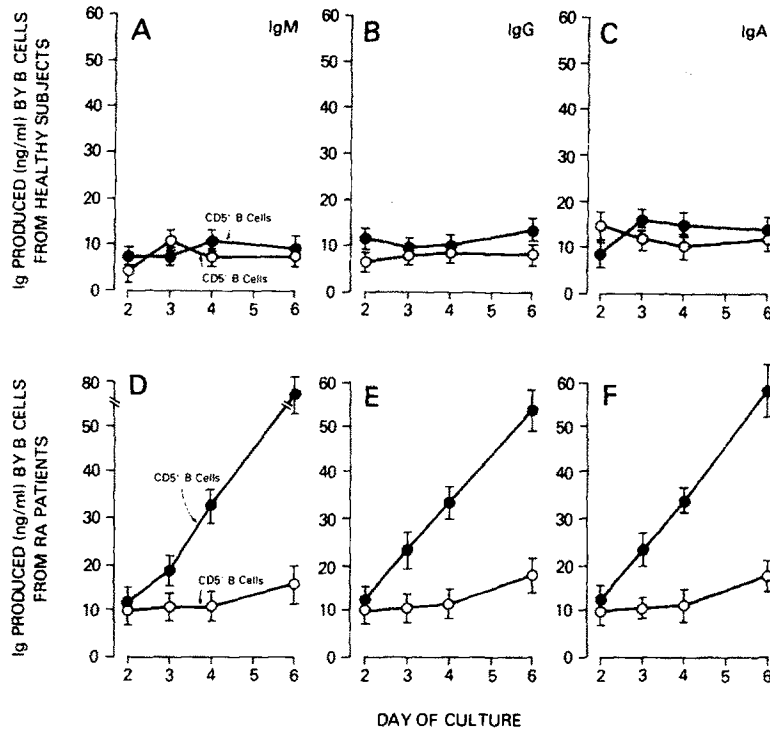 Ig PRODUCED (ng/ml) BY B CELLS
FROM HEALTHY SUBJECTS
A IgM
60
50
40
30
20
10
0
CD5⁻ B Cells
CD5⁻ B Cells
2 3 4 5 6
B IgG
60
50
40
30
20
10
0
2 3 4 5 6
C IgA
60
50
40
30
20
10
0
2 3 4 5 6
Ig PRODUCED (ng/ml) BY B CELLS
FROM RA PATIENTS
D
80
50
40
30
20
10
0
CD5⁻ B Cells
CD5⁻ B Cells
2 3 4 5 6
E
60
50
40
30
20
10
0
2 3 4 5 6
F
60
50
40
30
20
10
0
2 3 4 5 6
DAY OF CULTURE